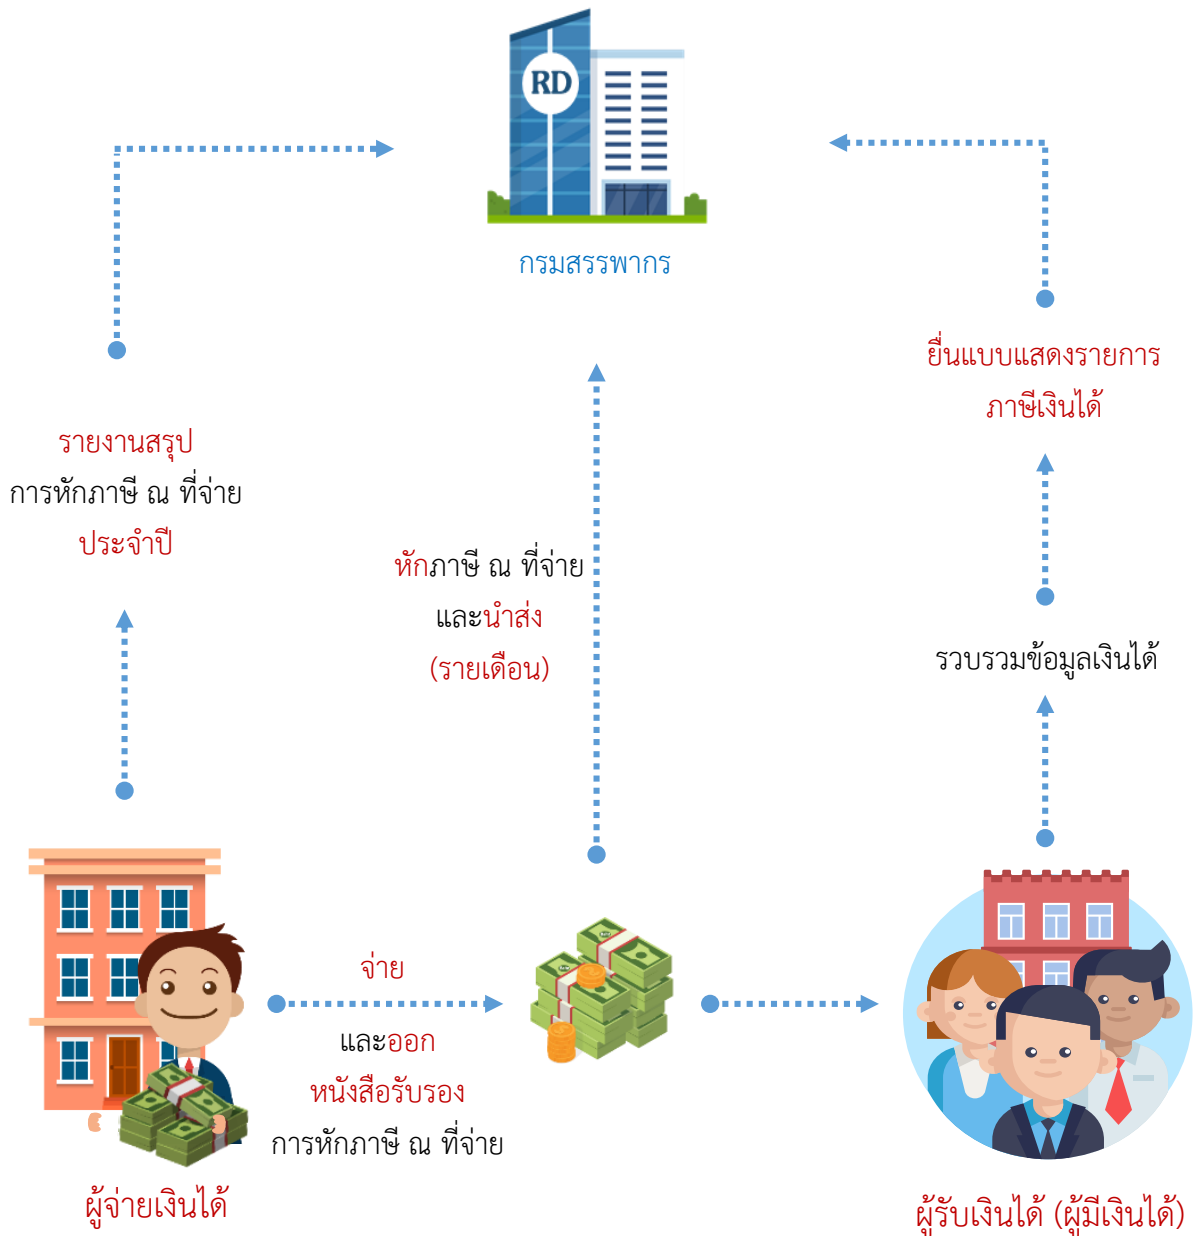 RD
กรมสรรพากร
ยื่นแบบแสดงรายการ
ภาษีเงินได้
รายงานสรุป
การหักภาษี ณ ที่จ่าย
ประจำปี
หักภาษี ณ ที่จ่าย
และนำส่ง
(รายเดือน)
รวบรวมข้อมูลเงินได้
จ่าย
และออก
หนังสือรับรอง
การหักภาษี ณ ที่จ่าย
ผู้จ่ายเงินได้
ผู้รับเงินได้ (ผู้มีเงินได้)